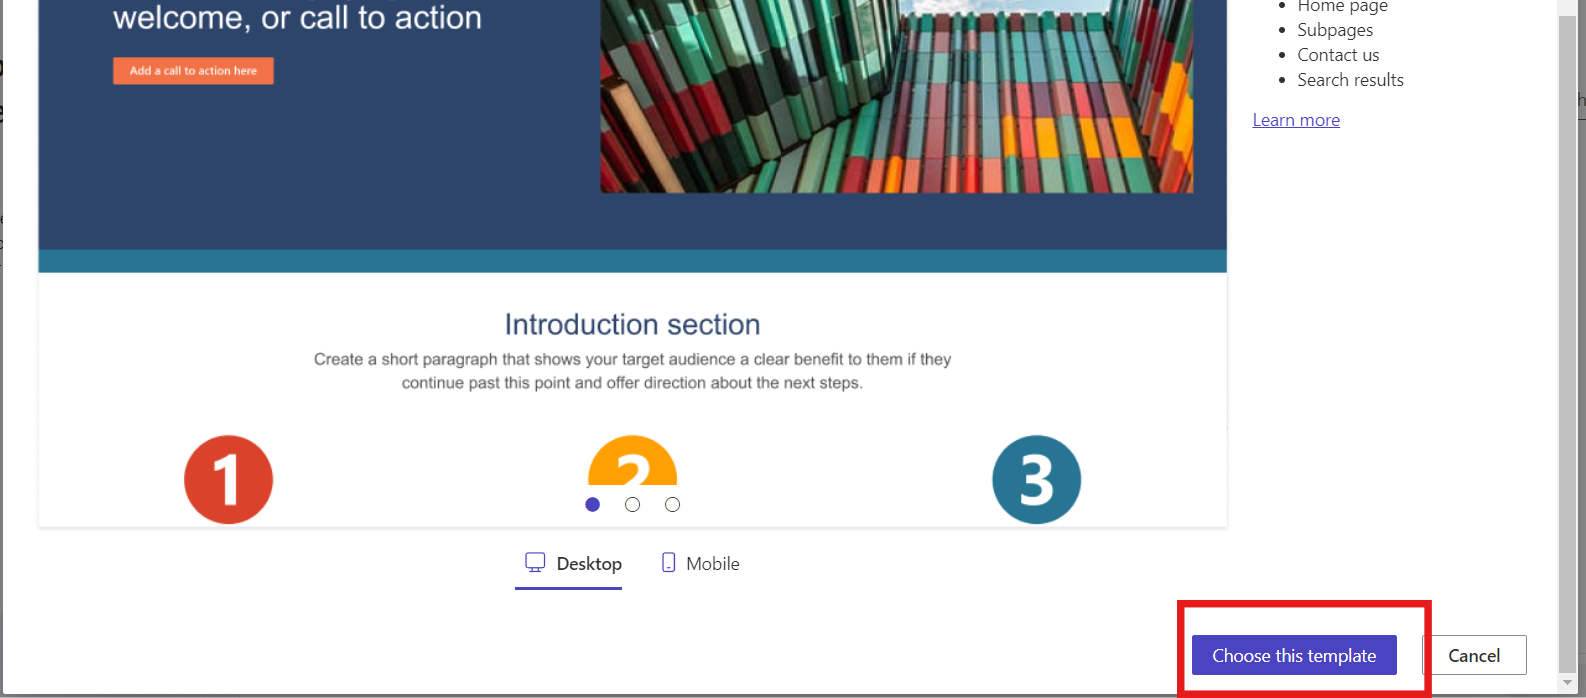 welcome, or call to action
Add a call to action here
Home page
Subpages
Contact us
Search results
Learn more
Introduction section
Create a short paragraph that shows your target audience a clear benefit to them if they
continue past this point and offer direction about the next steps.
1
2
3
Desktop
Mobile
Choose this template
Cancel